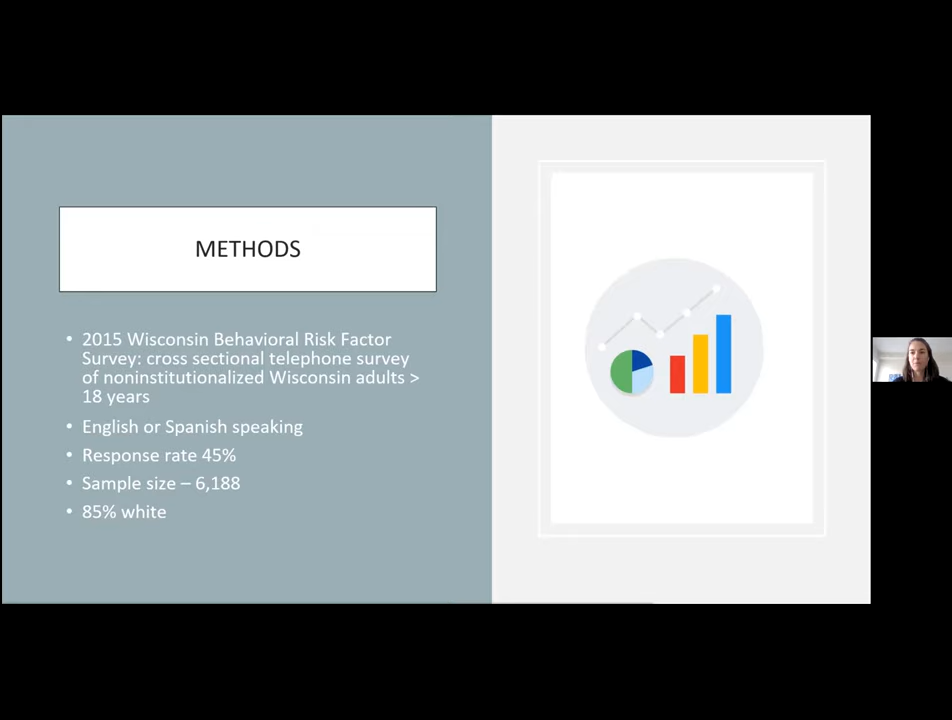 METHODS
• 2015 Wisconsin Behavioral Risk Factor
Survey: cross sectional telephone survey
of noninstitutionalized Wisconsin adults >
18 years
• English or Spanish speaking
• Response rate 45%
• Sample size – 6,188
• 85% white